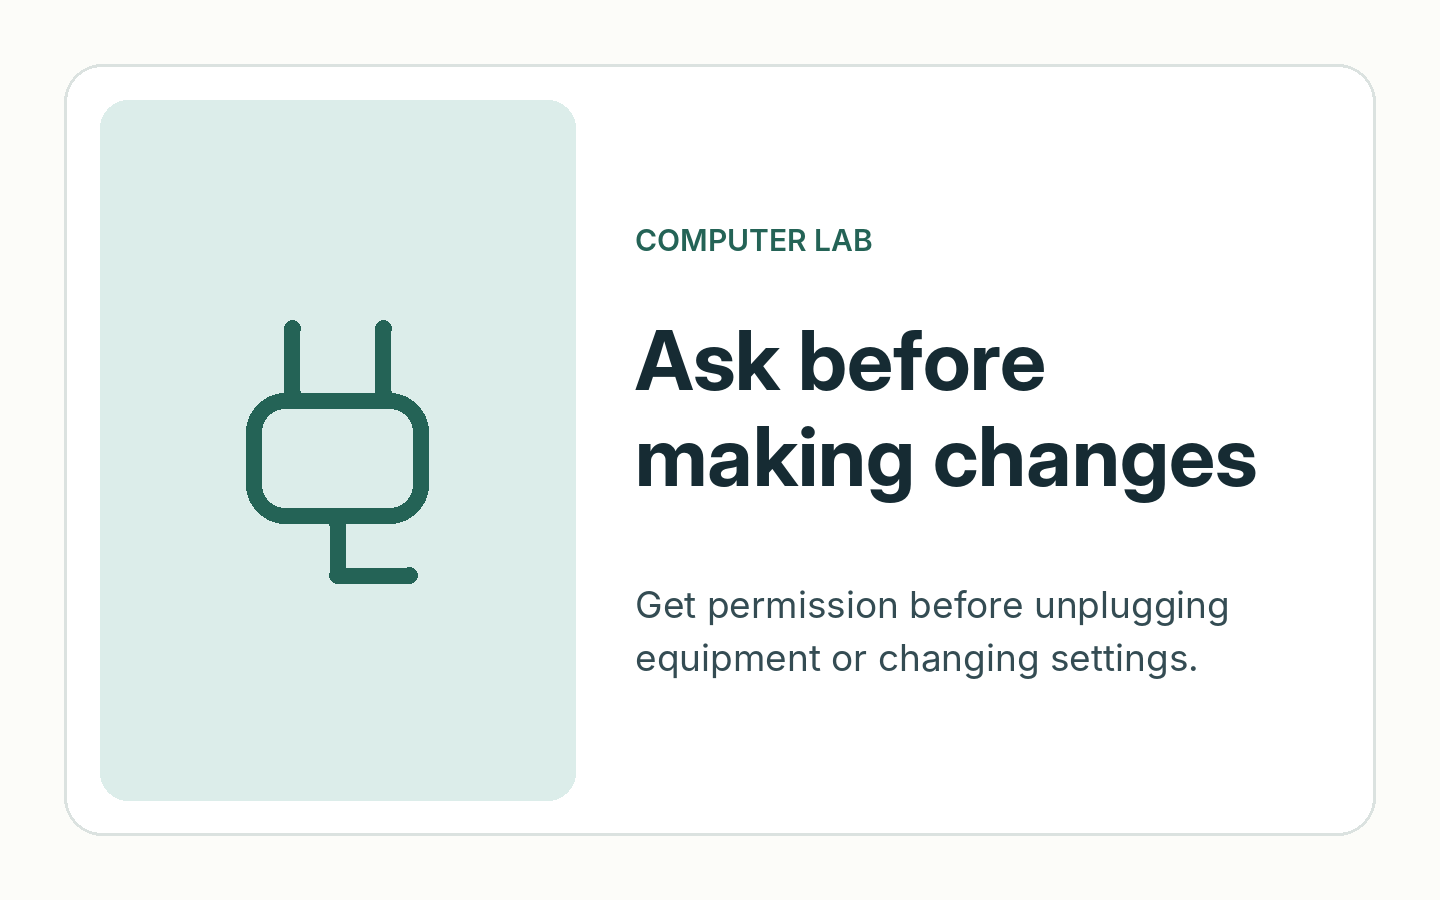 COMPUTER LAB
Ask before
making changes
Get permission before unplugging
equipment or changing settings.